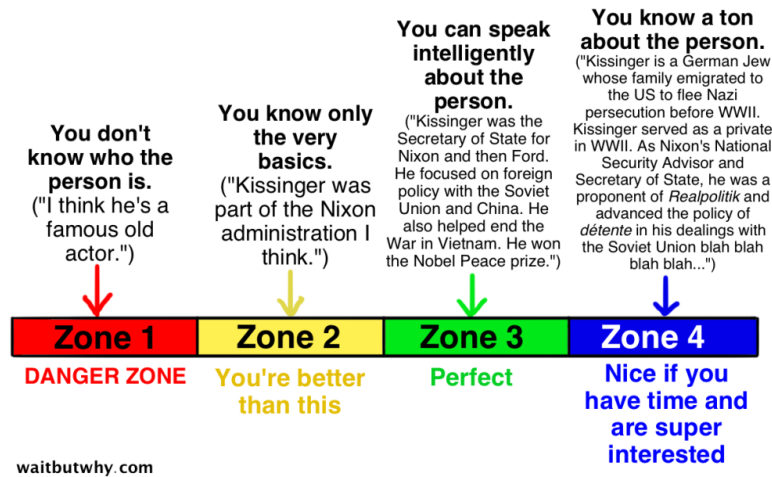 You don't
know who the
person is.
("I think he's a
famous old
actor.")
You know only
the very
basics.
("Kissinger was
part of the Nixon
administration I
think.")
You can speak
intelligently
about the
person.
("Kissinger was the
Secretary of State for
Nixon and then Ford.
He focused on foreign
policy with the Soviet
Union and China. He
also helped end the
War in Vietnam. He won
the Nobel Peace prize.")
You know a ton
about the person.
("Kissinger is a German Jew
whose family emigrated to
the US to flee Nazi
persecution before WWII.
Kissinger served as a private
in WWII. As Nixon's National
Security Advisor and
Secretary of State, he was a
proponent of Realpolitik and
advanced the policy of
détente in his dealings with
the Soviet Union blah blah
blah blah...")
Zone 1
Zone 2
Zone 3
Zone 4
DANGER ZONE
You're better
than this
Perfect
Nice if you
have time and
are super
interested
waitbutwhy.com